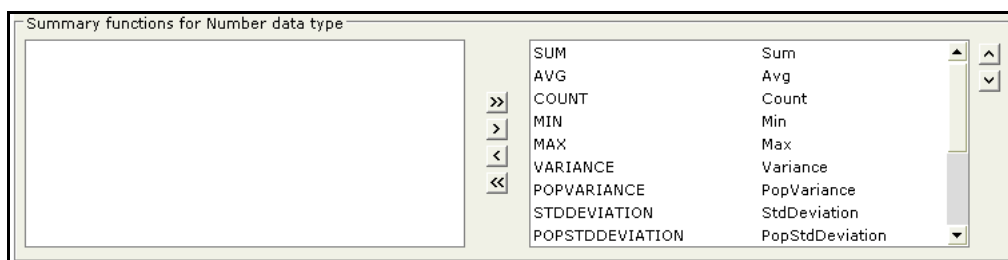 Summary functions for Number data type
SUM Sum
AVG Avg
COUNT Count
MIN Min
MAX Max
VARIANCE Variance
POPVARIANCE PopVariance
STDDEVIATION StdDeviation
POPSTDDEVIATION PopStdDeviation